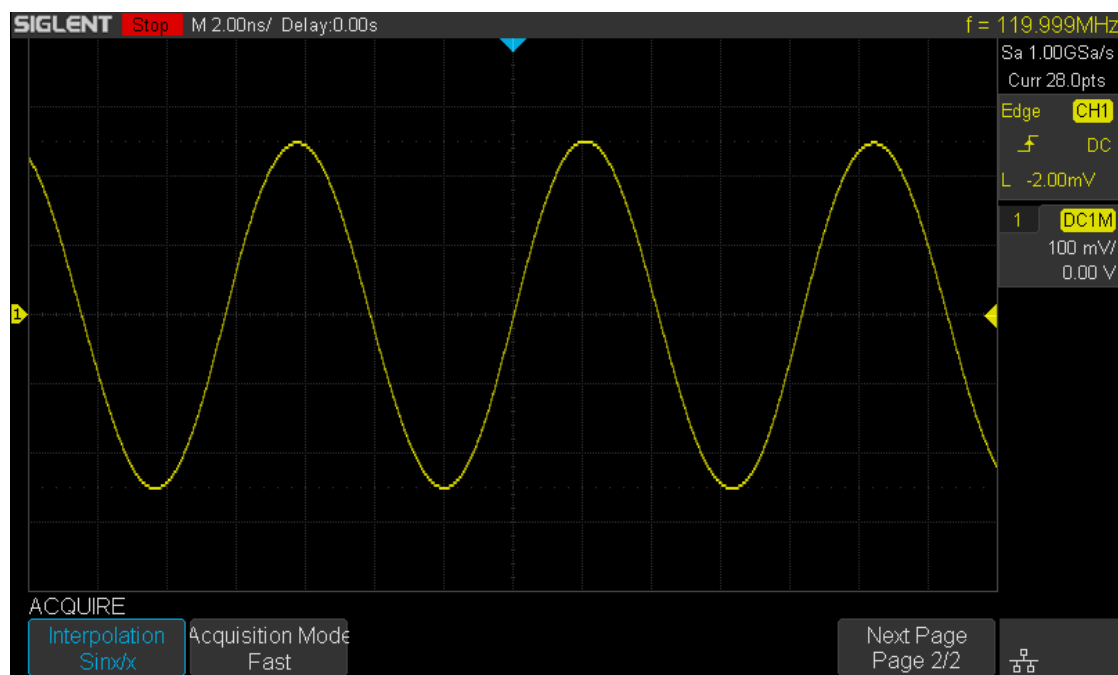 SIGLENT Stop M 2.00ns/ Delay:0.00s f = 119.999MHz
Sa 1.00GSa/s
Curr 28.0pts
Edge CH1
DC
L -2.00mV
1 DC1M
100 mV/
0.00 V
1
ACQUIRE
Interpolation
Sinx/x
Acquisition Mode
Fast
Next Page
Page 2/2